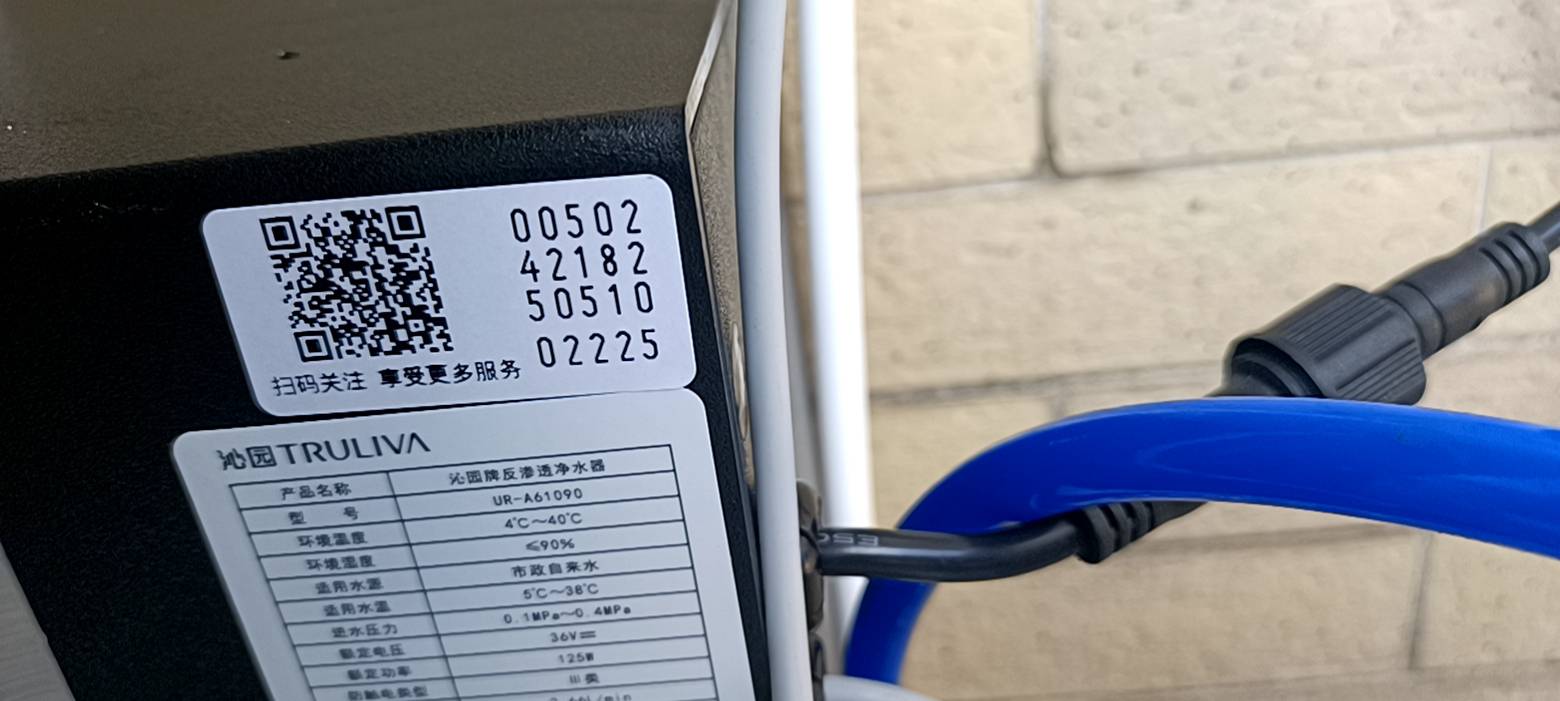 00502
42182
50510
02225
扫码关注 享受更多服务
沁园TRULIVA
产品名称 沁园牌反渗透净水器
型 号 UR-A61090
环境温度 4℃~40℃
环境湿度 ≤90%
适用水源 市政自来水
适用水温 5℃~38℃
进水压力 0.1MPa~0.4MPa
额定电压 36V⎓
额定功率 125W
防触电类型 III类
L/min